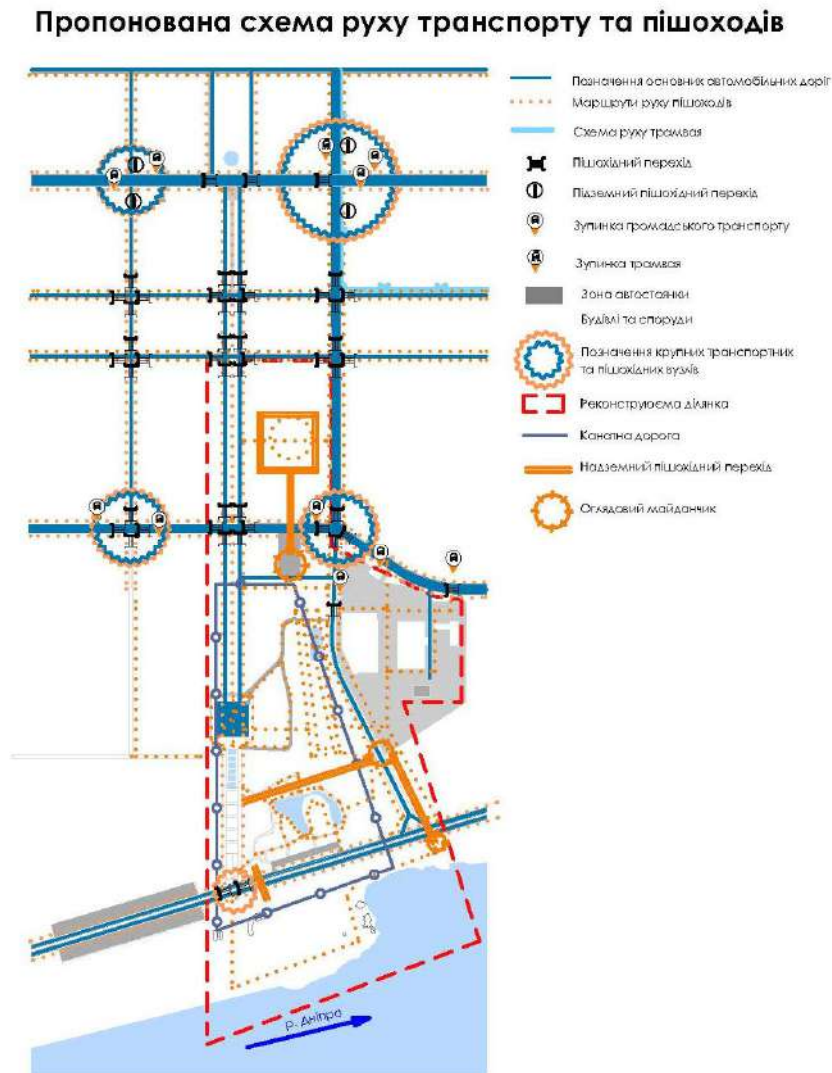 Пропонована схема руху транспорту та пішоходів
Позначення основних автомобільних доріг
Маршрути руху пішоходів
Схема руху трамвая
Пішохідний перехід
Підземний пішохідний перехід
Зупинка громадського транспорту
Зупинка трамвая
Зона автостоянки
Будівлі та споруди
Позначення крупних транспортних
та пішохідних вузлів
Реконструюєма ділянка
Канатна дорога
Надземний пішохідний перехід
Оглядовий майданчик
р. Дніпро